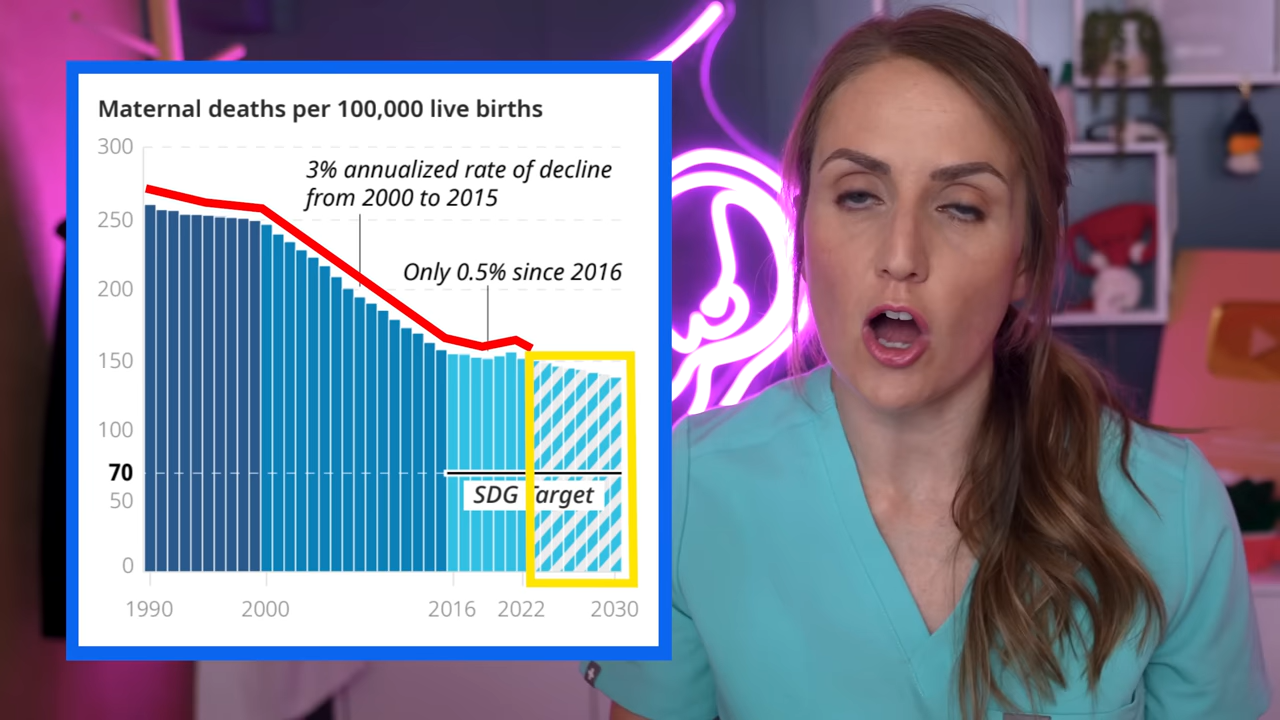 Maternal deaths per 100,000 live births
300
3% annualized rate of decline
from 2000 to 2015
250
Only 0.5% since 2016
200
150
100
70
SDG Target
50
0
1990 2000 2016 2022 2030